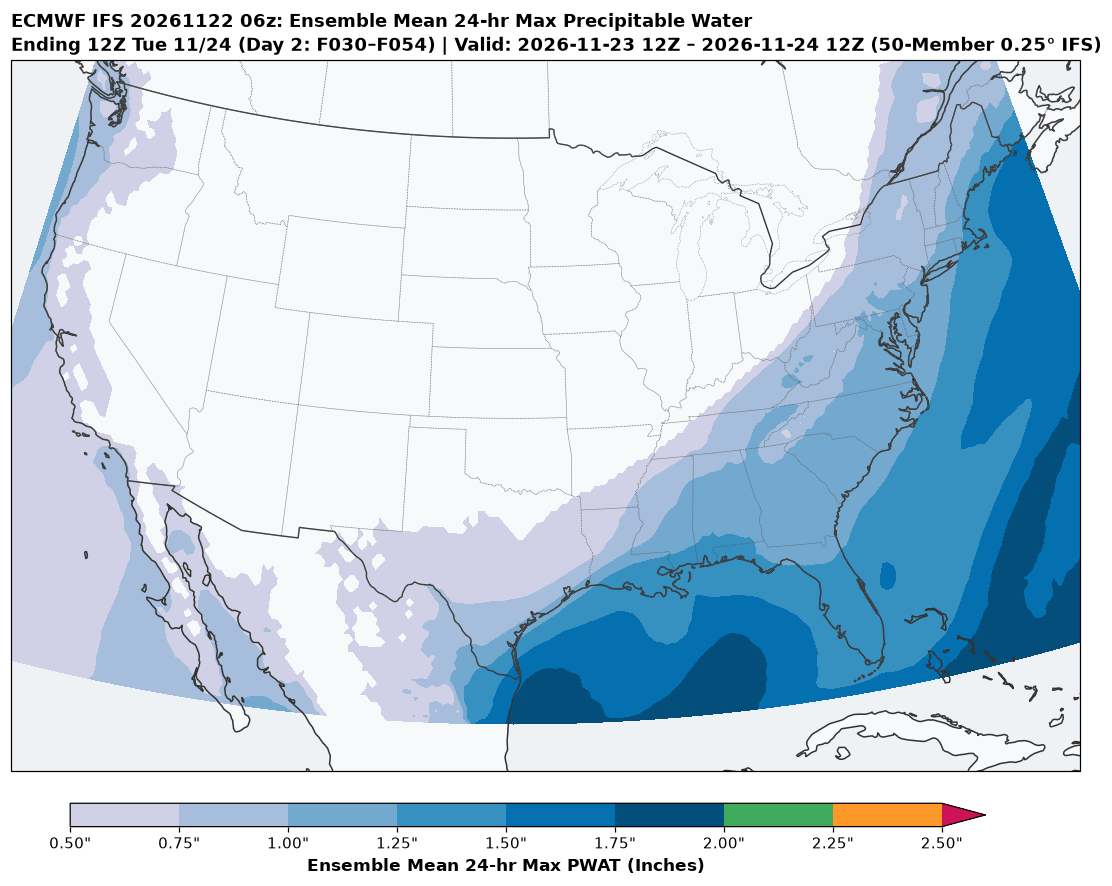 ECMWF IFS 20261122 06z: Ensemble Mean 24-hr Max Precipitable Water
Ending 12Z Tue 11/24 (Day 2: F030–F054) | Valid: 2026-11-23 12Z – 2026-11-24 12Z (50-Member 0.25° IFS)
0.50" 0.75" 1.00" 1.25" 1.50" 1.75" 2.00" 2.25" 2.50"
Ensemble Mean 24-hr Max PWAT (Inches)